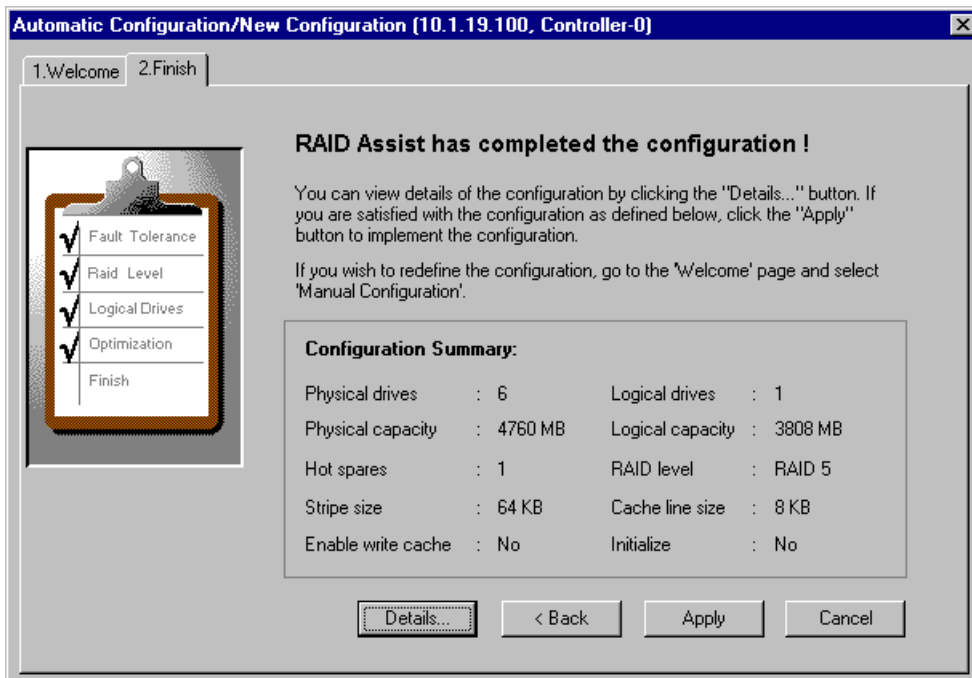 Automatic Configuration/New Configuration (10.1.19.100, Controller-0)
1.Welcome 2.Finish
RAID Assist has completed the configuration !
You can view details of the configuration by clicking the "Details..." button. If
you are satisfied with the configuration as defined below, click the "Apply"
button to implement the configuration.
If you wish to redefine the configuration, go to the 'Welcome' page and select
'Manual Configuration'.
Fault Tolerance
Raid Level
Logical Drives
Optimization
Finish
Configuration Summary:
Physical drives : 6 Logical drives : 1
Physical capacity : 4760 MB Logical capacity : 3808 MB
Hot spares : 1 RAID level : RAID 5
Stripe size : 64 KB Cache line size : 8 KB
Enable write cache : No Initialize : No
Details... < Back Apply Cancel